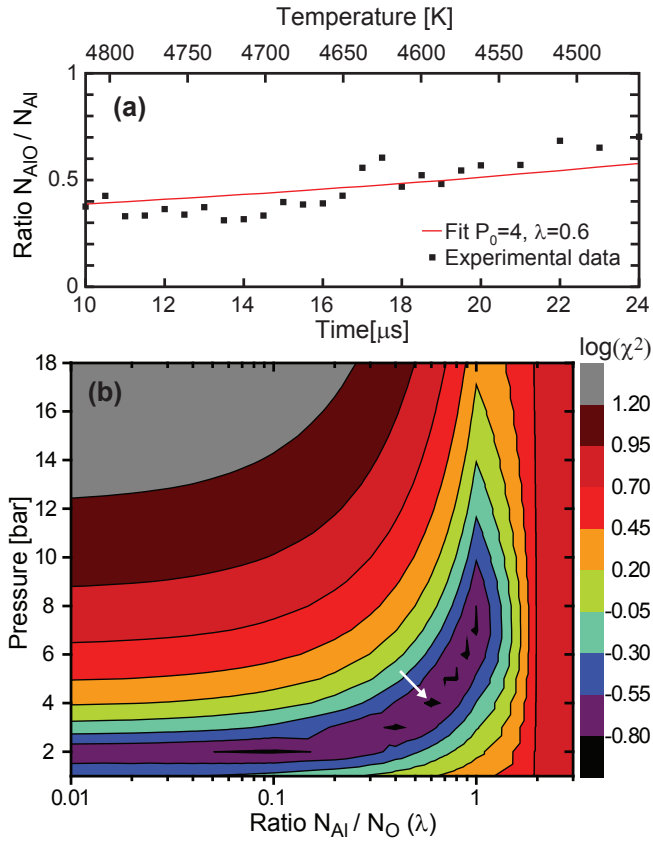 Temperature [K]
4800 4750 4700 4650 4600 4550 4500
(a)
Ratio N_AlO / N_Al
1
0.5
0
Fit P₀=4, λ=0.6
Experimental data
10 12 14 16 18 20 22 24
Time[μs]
log(χ²)
(b)
Pressure [bar]
18
16
14
12
10
8
6
4
2
1.20
0.95
0.70
0.45
0.20
-0.05
-0.30
-0.55
-0.80
0.01 0.1 1
Ratio N_Al / N_O (λ)